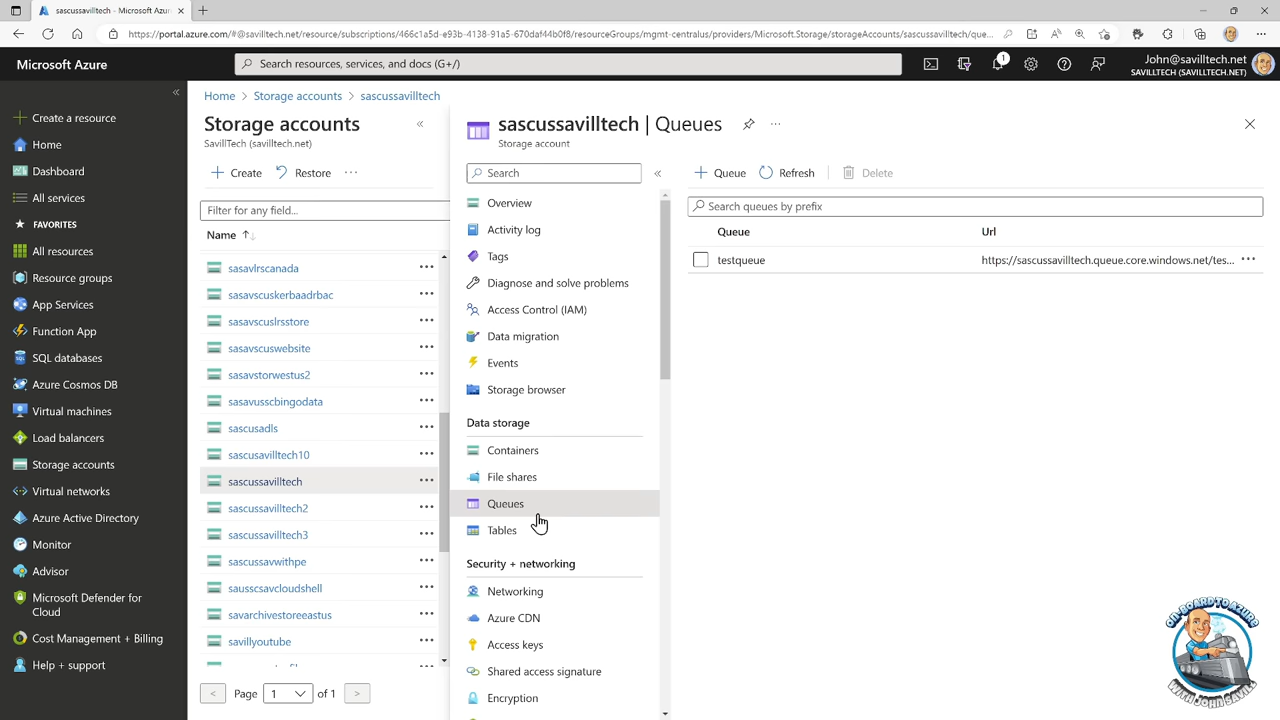 sascussavilltech - Microsoft Azur
https://portal.azure.com/#@savilltech.net/resource/subscriptions/466c1a5d-e93b-4138-91a5-670daf44b0f8/resourceGroups/mgmt-centralus/providers/Microsoft.Storage/storageAccounts/sascussavilltech/que...
Microsoft Azure
Search resources, services, and docs (G+/)
1
John@savilltech.net
SAVILLTECH (SAVILLTECH.NET)
Create a resource
Home
Dashboard
All services
FAVORITES
All resources
Resource groups
App Services
Function App
SQL databases
Azure Cosmos DB
Virtual machines
Load balancers
Storage accounts
Virtual networks
Azure Active Directory
Monitor
Advisor
Microsoft Defender for
Cloud
Cost Management + Billing
Help + support
Home > Storage accounts > sascussavilltech
Storage accounts
SavillTech (savilltech.net)
Create
Restore
Filter for any field...
Name
sasavlrscanada
sasavscuskerbaadrbac
sasavscuslrsstore
sasavscuswebsite
sasavstorwestus2
sasavusscbingodata
sascusadls
sascusavilltech10
sascussavilltech
sascussavilltech2
sascussavilltech3
sascussavwithpe
sausscsavcloudshell
savarchivestoreeastus
savillyoutube
Page 1 of 1
sascussavilltech | Queues
Storage account
Search
Overview
Activity log
Tags
Diagnose and solve problems
Access Control (IAM)
Data migration
Events
Storage browser
Data storage
Containers
File shares
Queues
Tables
Security + networking
Networking
Azure CDN
Access keys
Shared access signature
Encryption
Queue
Refresh
Delete
Search queues by prefix
Queue
Url
testqueue
https://sascussavilltech.queue.core.windows.net/tes...
ON-BOARD TO AZURE
WITH JOHN SAVILL